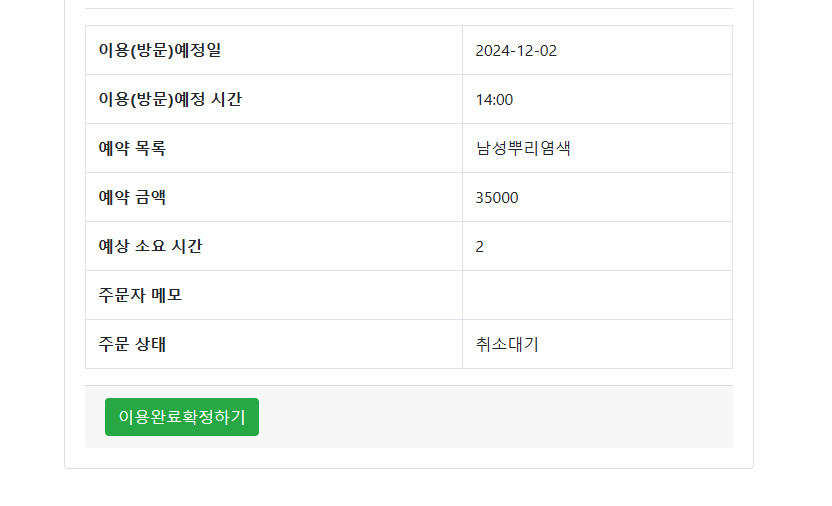 이용(방문)예정일 2024-12-02
이용(방문)예정 시간 14:00
예약 목록 남성뿌리염색
예약 금액 35000
예상 소요 시간 2
주문자 메모
주문 상태 취소대기
이용완료확정하기